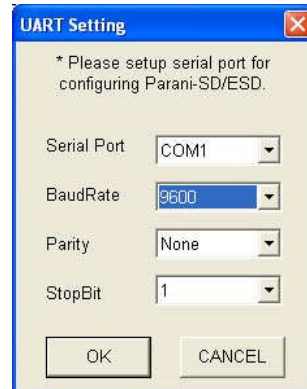 UART Setting
* Please setup serial port for
configuring Parani-SD/ESD.
Serial Port COM1
BaudRate 9600
Parity None
StopBit 1
OK CANCEL